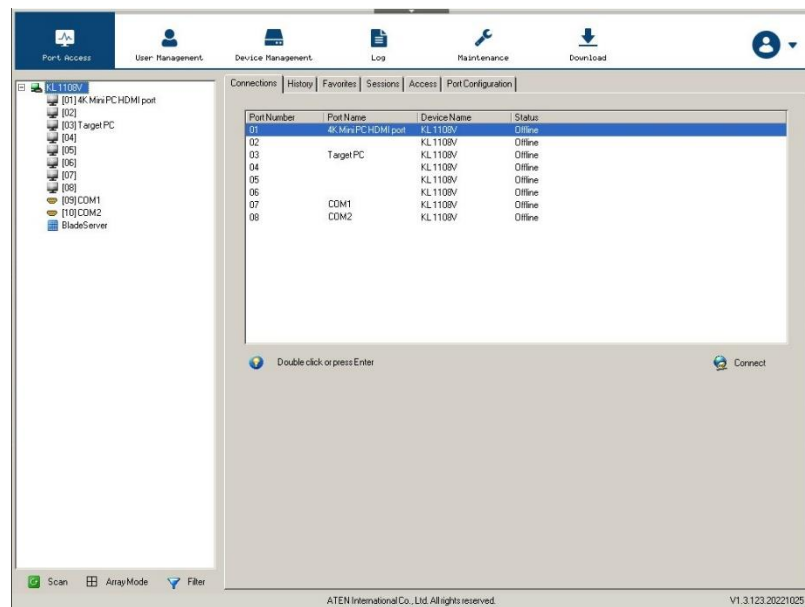 Port Access User Management Device Management Log Maintenance Download
KL1108V
[01] 4K Mini PC HDMI port
[02]
[03] Target PC
[04]
[05]
[06]
[07]
[08]
[09] COM1
[10] COM2
BladeServer
Connections History Favorites Sessions Access Port Configuration
Port Number Port Name Device Name Status
01 4K Mini PC HDMI port KL1108V Offline
02 KL1108V Offline
03 Target PC KL1108V Offline
04 KL1108V Offline
05 KL1108V Offline
06 KL1108V Offline
07 COM1 KL1108V Offline
08 COM2 KL1108V Offline
Double click or press Enter
Connect
Scan Array Mode Filter
ATEN International Co., Ltd. All rights reserved.
V1.3.123.20221025